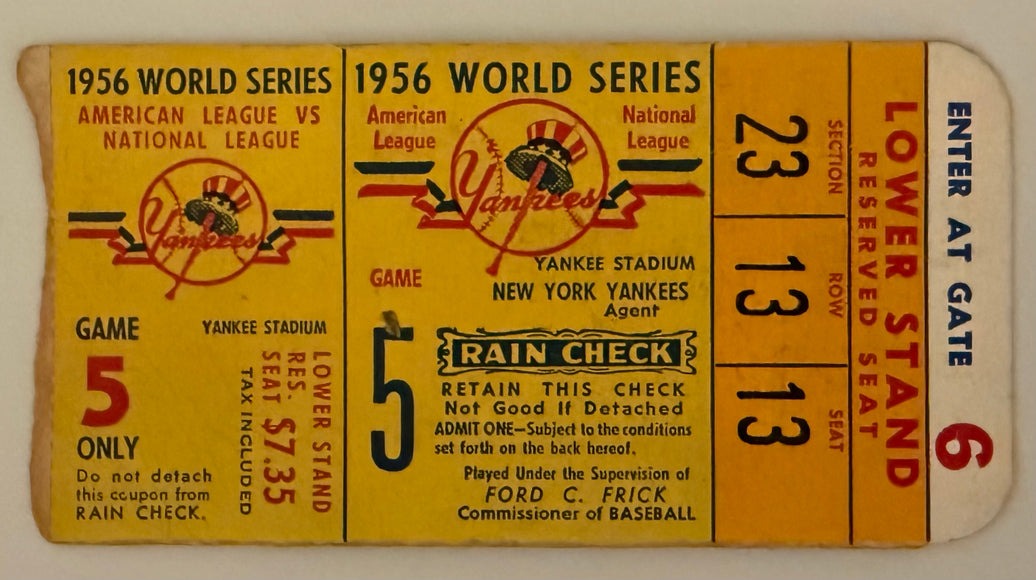 1956 WORLD SERIES
AMERICAN LEAGUE VS
NATIONAL LEAGUE
Yankees
GAME
5
ONLY
YANKEE STADIUM
LOWER STAND
RES.
SEAT $7.35
TAX INCLUDED
Do not detach
this coupon from
RAIN CHECK.
1956 WORLD SERIES
American
League
National
League
Yankees
GAME
5
YANKEE STADIUM
NEW YORK YANKEES
Agent
RAIN CHECK
RETAIN THIS CHECK
Not Good If Detached
ADMIT ONE—Subject to the conditions
set forth on the back hereof.
Played Under the Supervision of
FORD C. FRICK
Commissioner of BASEBALL
SECTION
23
ROW
13
SEAT
13
LOWER STAND
RESERVED SEAT
ENTER AT GATE 6